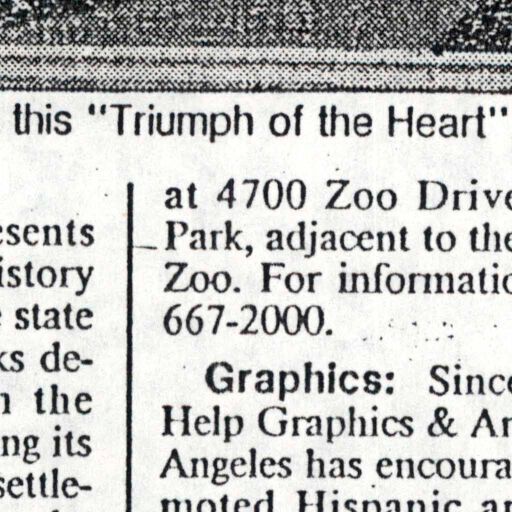 this "Triumph of the Heart"
esents
istory
state
ks de-
the
ng its
settle-
at 4700 Zoo Drive
Park, adjacent to the
Zoo. For informatio
667-2000.
Graphics: Since
Help Graphics & Ar
Angeles has encoura
moted Hispanic ar